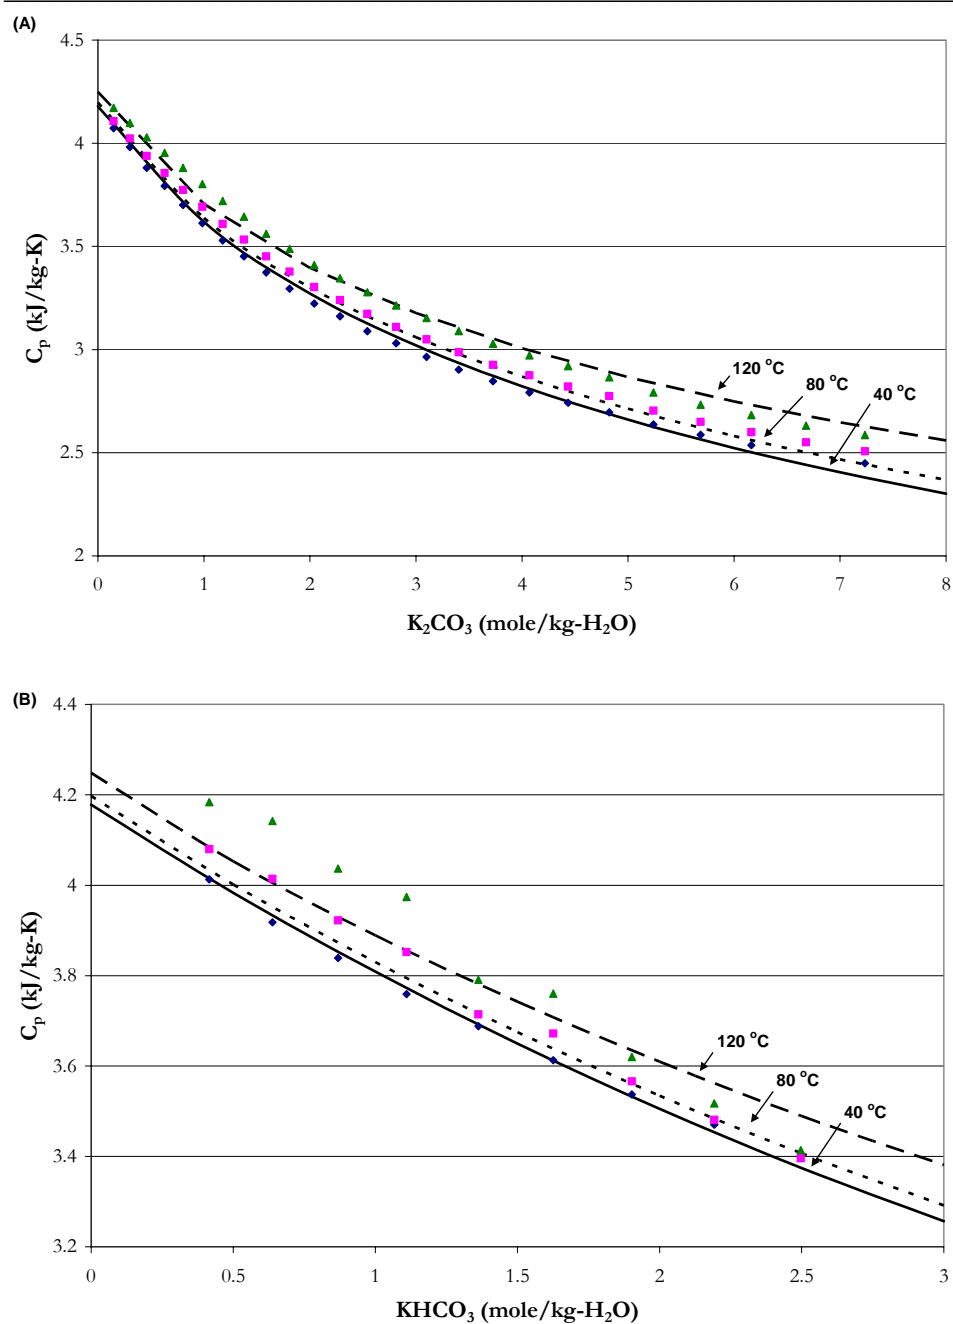 (A)
4.5
4
3.5
3
2.5
2
C_p (kJ/kg-K)
120 °C
80 °C
40 °C
0 1 2 3 4 5 6 7 8
K₂CO₃ (mole/kg-H₂O)
(B)
4.4
4.2
4
3.8
3.6
3.4
3.2
C_p (kJ/kg-K)
120 °C
80 °C
40 °C
0 0.5 1 1.5 2 2.5 3
KHCO₃ (mole/kg-H₂O)